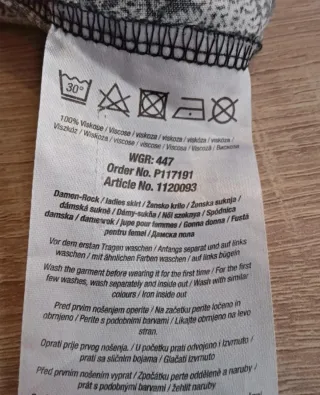 30°
100% Viskose / Viscose / viskoza / viskoza / viskóza / viskóza /
Viszkóz / Wiskoza / viscose / viscose / Viscosa / Viscoză / Вискоза
WGR: 447
Order No. P117191
Article No. 1120093
Damen-Rock / ladies skirt / Žensko krilo / Ženska suknja /
dámská sukně / Dámy-sukňa / Női szoknya / Spódnica
damska / damesrok / jupe pour femmes / Gonna donna / Fustă
pentru femei / Дамска пола
Vor dem ersten Tragen waschen / Anfangs separat und auf links
waschen / mit ähnlichen Farben waschen / auf links bügeln
Wash the garment before wearing it for the first time / For the first
few washes, wash separately and inside out / Wash with similar
colours / Iron inside out
Pred prvim nošenjem operite / Na začetku perite ločeno in
obrnjeno / Perite s podobnimi barvami / Likajte obrnjeno na levo
stran.
Oprati prije prvog nošenja. / U početku prati odvojeno i izvrnuto /
prati sa sličnim bojama / Glačati izvrnuto
Před prvním nošením vyprat / Zpočátku perte odděleně a naruby /
prát s podobnými barvami / žehlit naruby